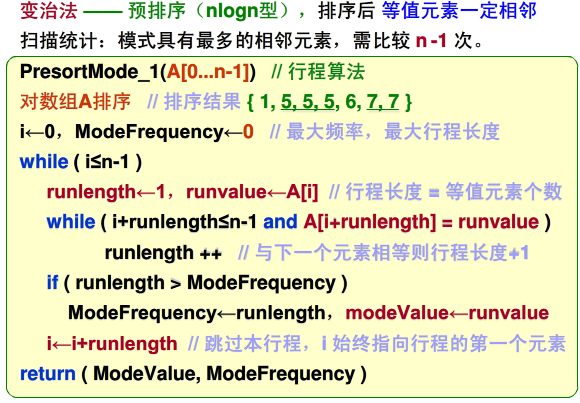 变治法 —— 预排序（nlogn型），排序后 等值元素一定相邻
扫描统计：模式具有最多的相邻元素，需比较 n -1 次。
PresortMode_1(A[0...n-1]) // 行程算法
对数组A排序 // 排序结果 { 1, 5, 5, 5, 6, 7, 7 }
i←0，ModeFrequency←0 // 最大频率，最大行程长度
while ( i≤n-1 )
runlength←1，runvalue←A[i] // 行程长度 = 等值元素个数
while ( i+runlength≤n-1 and A[i+runlength] = runvalue )
runlength ++ // 与下一个元素相等则行程长度+1
if ( runlength > ModeFrequency )
ModeFrequency←runlength，modeValue←runvalue
i←i+runlength // 跳过本行程，i 始终指向行程的第一个元素
return ( ModeValue, ModeFrequency )